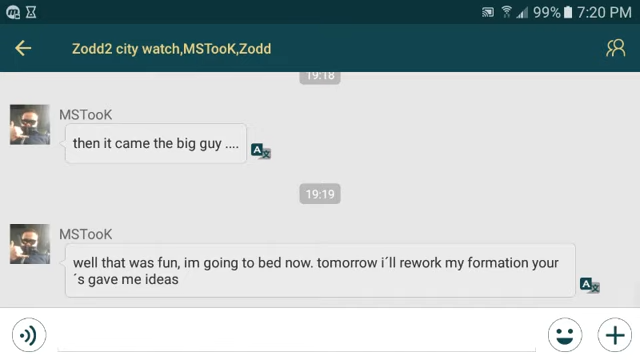 99% 7:20 PM
Zodd2 city watch,MSTooK,Zodd
19:18
MSTooK
then it came the big guy ....
19:19
MSTooK
well that was fun, im going to bed now. tomorrow i´ll rework my formation your
´s gave me ideas